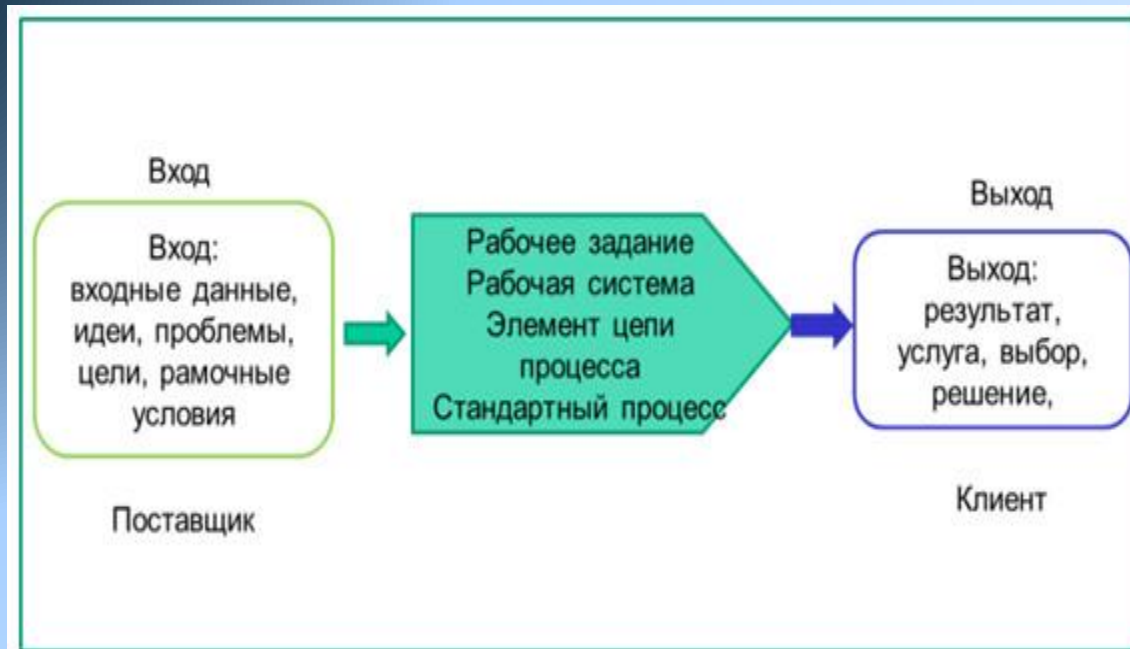 Вход
Вход:
входные данные,
идеи, проблемы,
цели, рамочные
условия
Поставщик
Рабочее задание
Рабочая система
Элемент цепи
процесса
Стандартный процесс
Выход
Выход:
результат,
услуга, выбор,
решение,
Клиент